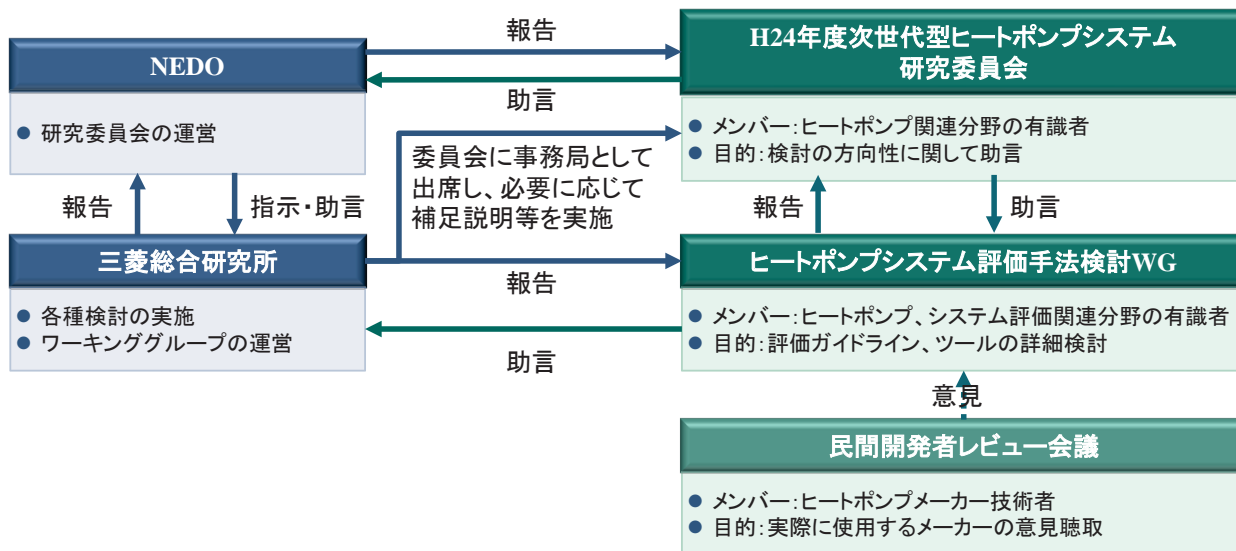 NEDO
● 研究委員会の運営
報告
助言
H24年度次世代型ヒートポンプシステム
研究委員会
● メンバー：ヒートポンプ関連分野の有識者
● 目的：検討の方向性に関して助言
委員会に事務局として
出席し、必要に応じて
補足説明等を実施
報告
指示・助言
報告
助言
三菱総合研究所
● 各種検討の実施
● ワーキンググループの運営
報告
助言
ヒートポンプシステム評価手法検討WG
● メンバー：ヒートポンプ、システム評価関連分野の有識者
● 目的：評価ガイドライン、ツールの詳細検討
意見
民間開発者レビュー会議
● メンバー：ヒートポンプメーカー技術者
● 目的：実際に使用するメーカーの意見聴取